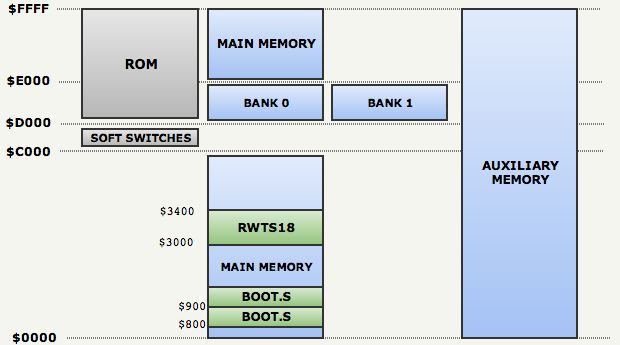 $FFFF
MAIN MEMORY
ROM
$E000
BANK 0
BANK 1
$D000
SOFT SWITCHES
$C000
AUXILIARY
MEMORY
$3400
RWTS18
$3000
MAIN MEMORY
BOOT.S
$900
BOOT.S
$800
$0000